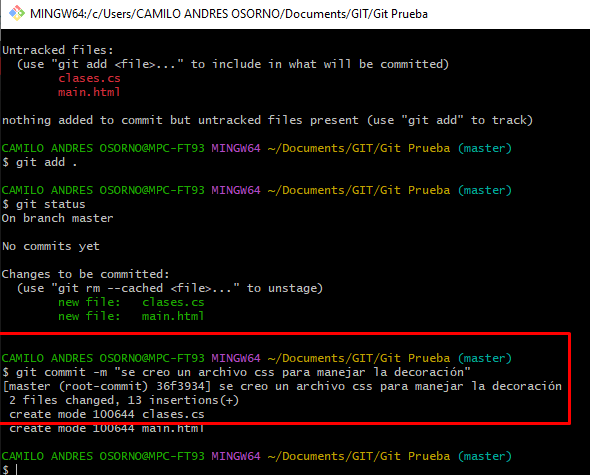 MINGW64:/c/Users/CAMILO ANDRES OSORNO/Documents/GIT/Git Prueba
Untracked files:
(use "git add <file>..." to include in what will be committed)
clases.cs
main.html
nothing added to commit but untracked files present (use "git add" to track)
CAMILO ANDRES OSORNO@MPC-FT93 MINGW64 ~/Documents/GIT/Git Prueba (master)
$ git add .
CAMILO ANDRES OSORNO@MPC-FT93 MINGW64 ~/Documents/GIT/Git Prueba (master)
$ git status
On branch master
No commits yet
Changes to be committed:
(use "git rm --cached <file>..." to unstage)
new file:   clases.cs
new file:   main.html
CAMILO ANDRES OSORNO@MPC-FT93 MINGW64 ~/Documents/GIT/Git Prueba (master)
$ git commit -m "se creo un archivo css para manejar la decoración"
[master (root-commit) 36f3934] se creo un archivo css para manejar la decoración
2 files changed, 13 insertions(+)
create mode 100644 clases.cs
create mode 100644 main.html
CAMILO ANDRES OSORNO@MPC-FT93 MINGW64 ~/Documents/GIT/Git Prueba (master)
$